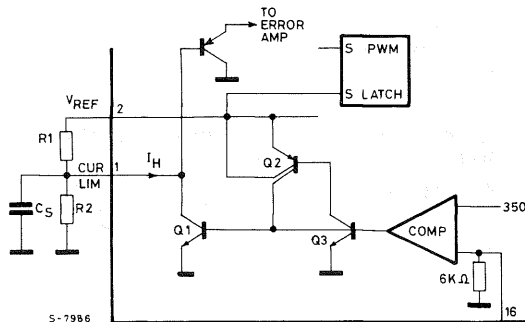 TO
ERROR
AMP
S PWM
S LATCH
VREF
2
R1
CUR
LIM
1
IH
Q2
CS
R2
Q1
Q3
COMP
350
6KΩ
16
S-7986